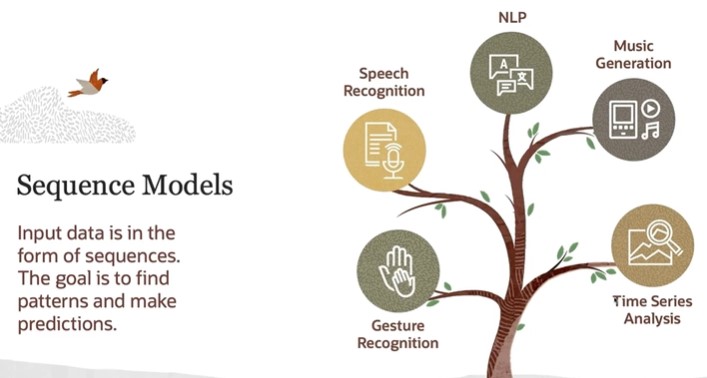 Sequence Models
Input data is in the
form of sequences.
The goal is to find
patterns and make
predictions.
NLP
Speech
Recognition
Music
Generation
A
文
Gesture
Recognition
Time Series
Analysis